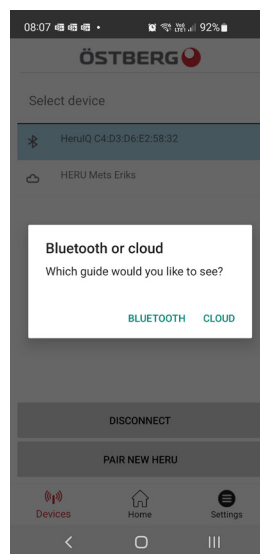 08:07 92%
ÖSTBERG
Select device
HeruIQ C4:D3:D6:E2:58:32
HERU Mets Eriks
Bluetooth or cloud
Which guide would you like to see?
BLUETOOTH CLOUD
DISCONNECT
PAIR NEW HERU
Devices Home Settings